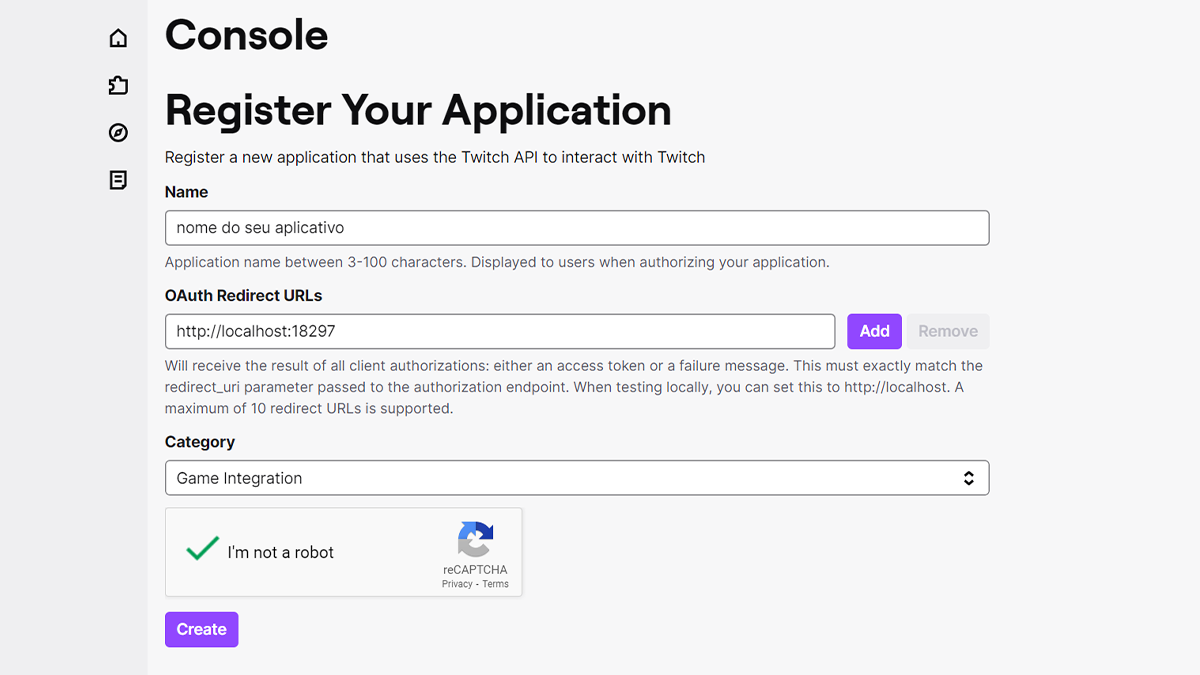 Console
Register Your Application
Register a new application that uses the Twitch API to interact with Twitch
Name
nome do seu aplicativo
Application name between 3-100 characters. Displayed to users when authorizing your application.
OAuth Redirect URLs
http://localhost:18297
Add
Remove
Will receive the result of all client authorizations: either an access token or a failure message. This must exactly match the
redirect_uri parameter passed to the authorization endpoint. When testing locally, you can set this to http://localhost. A
maximum of 10 redirect URLs is supported.
Category
Game Integration
I'm not a robot
reCAPTCHA
Privacy - Terms
Create